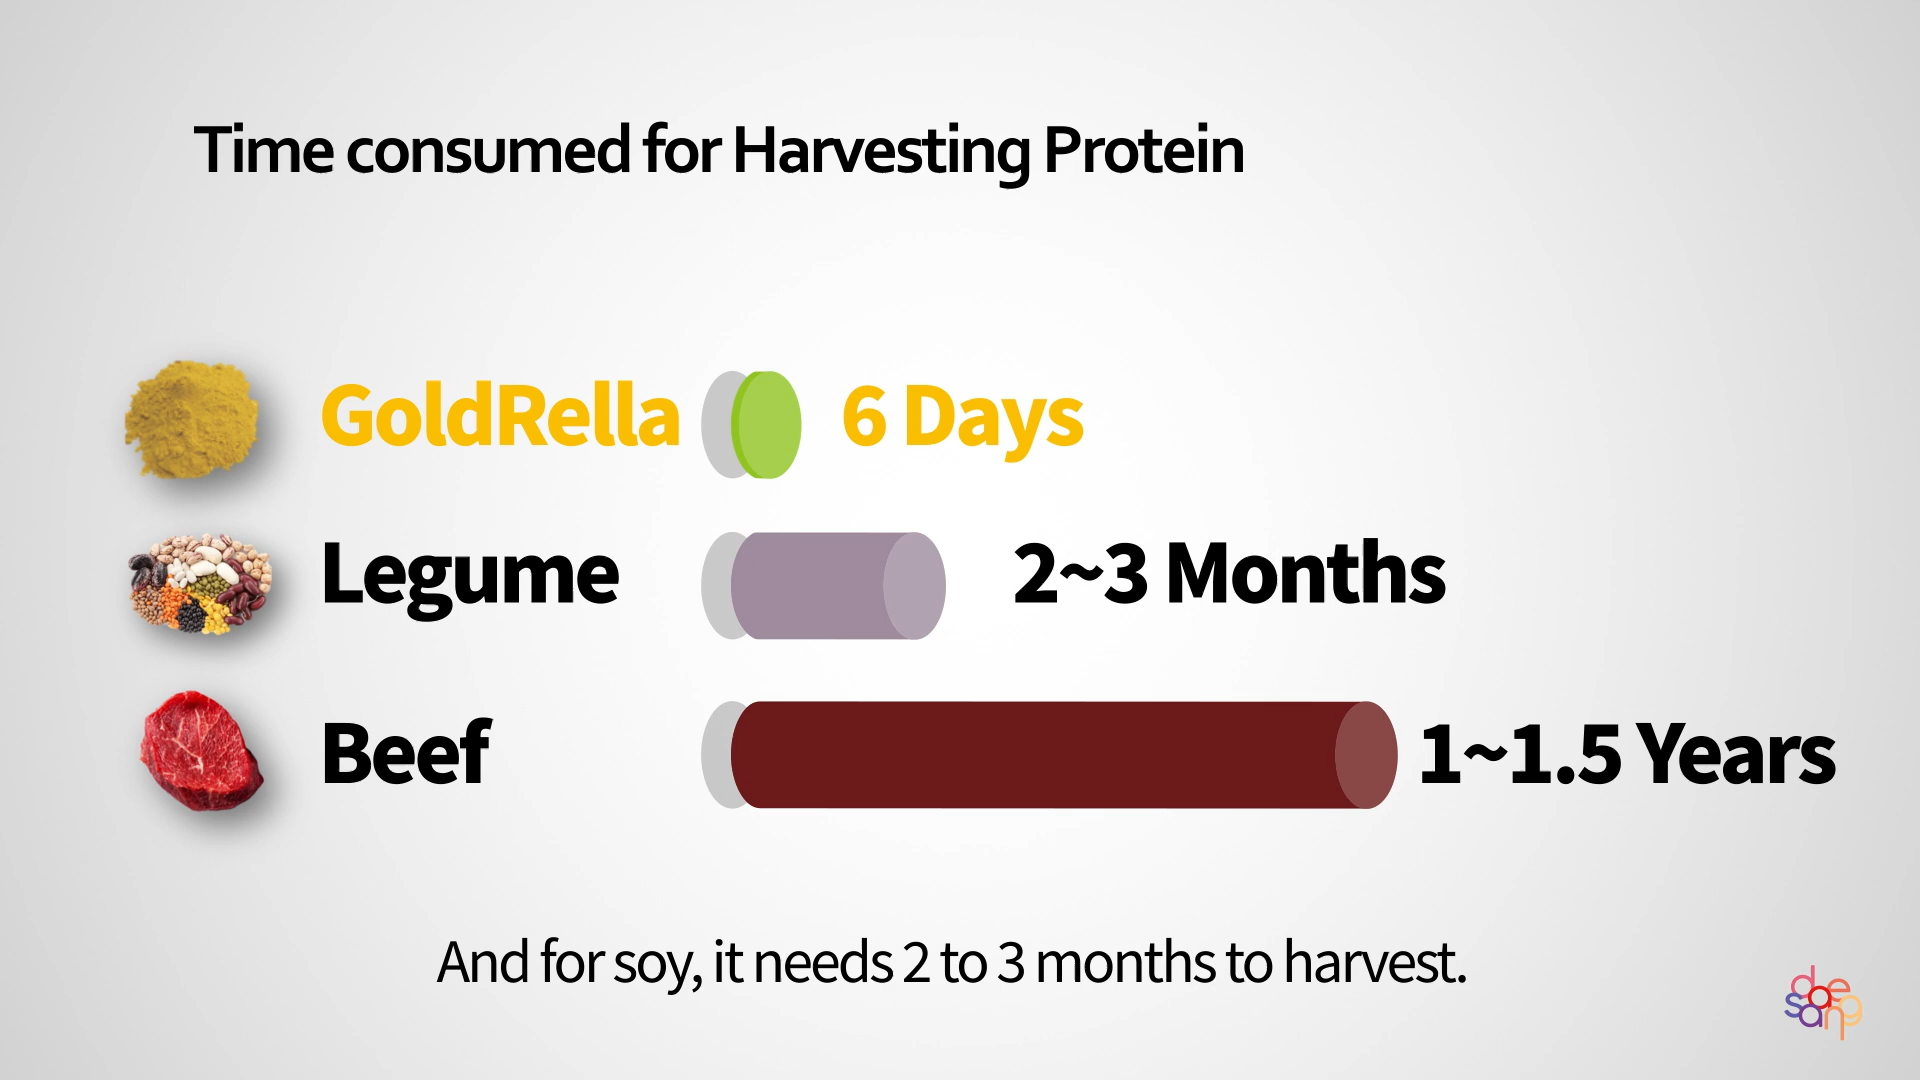 Time consumed for Harvesting Protein
GoldRella 6 Days
Legume 2~3 Months
Beef 1~1.5 Years
And for soy, it needs 2 to 3 months to harvest.
daesang